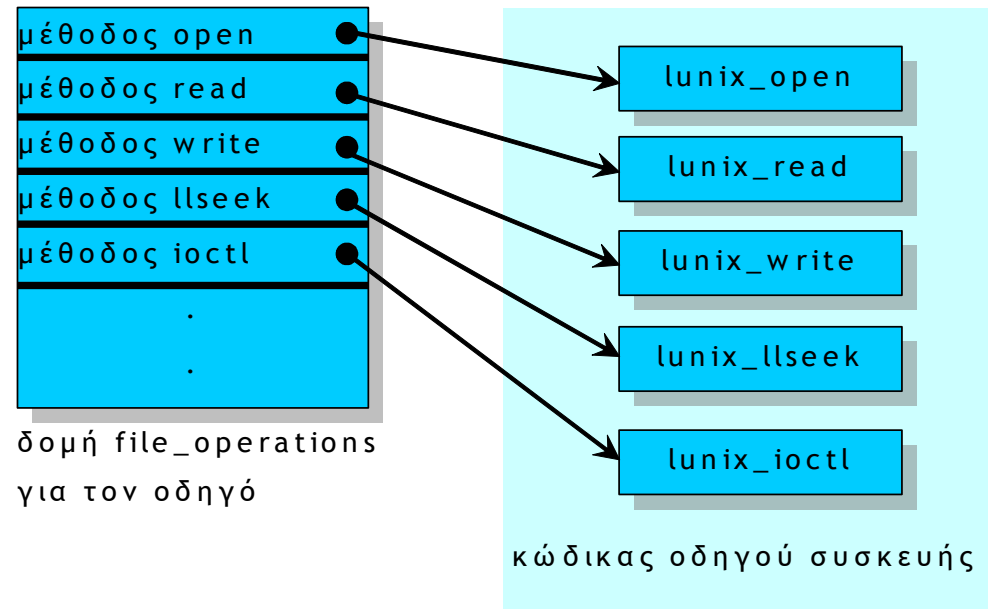 μέθοδος open
μέθοδος read
μέθοδος write
μέθοδος llseek
μέθοδος ioctl
.
.
δομή file_operations
για τον οδηγό
lunix_open
lunix_read
lunix_write
lunix_llseek
lunix_ioctl
κώδικας οδηγού συσκευής